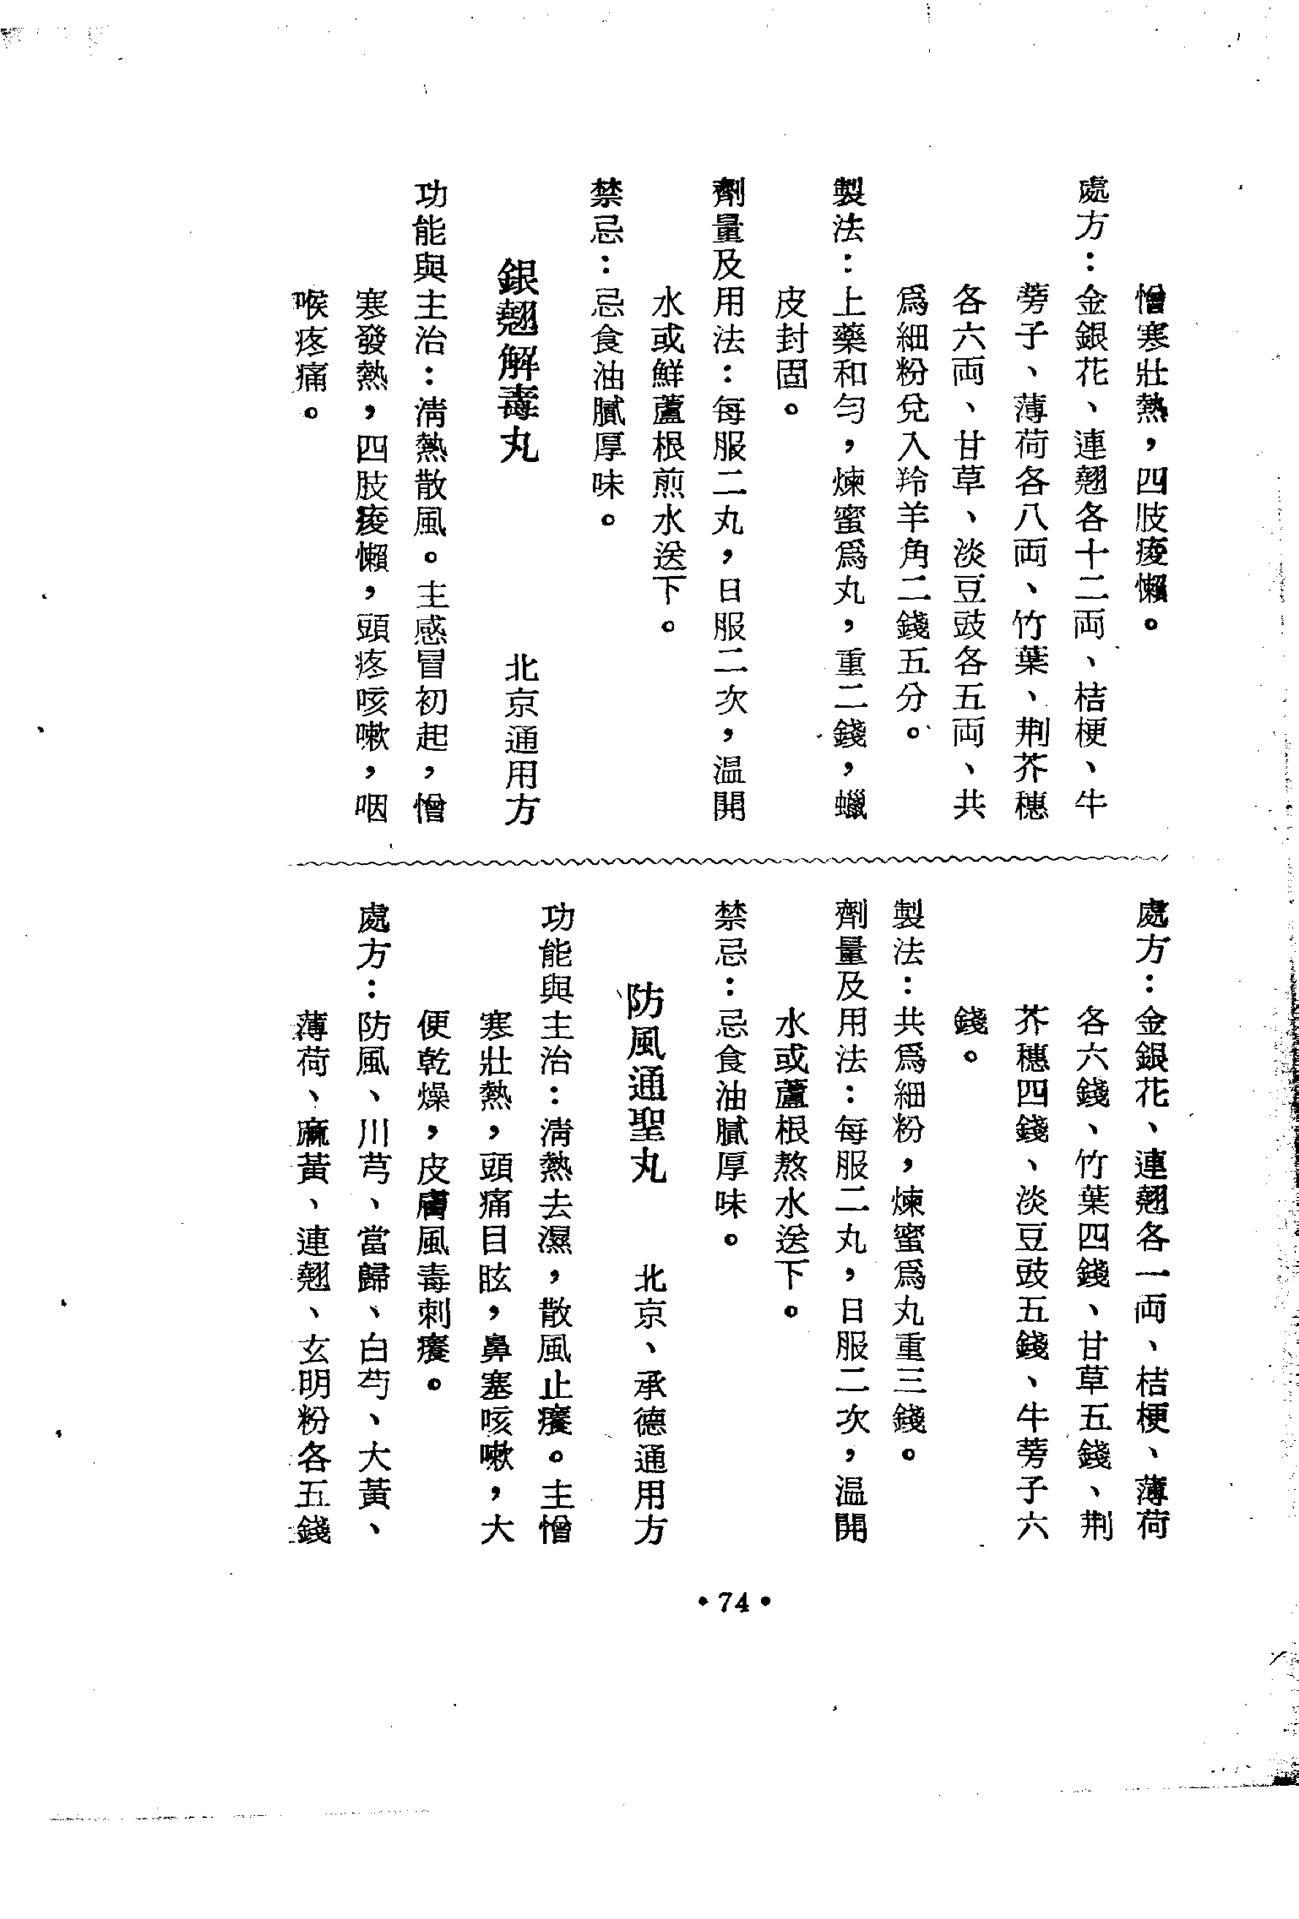 憎寒壯熱，四肢痠懶。
處方：金銀花、連翹各十二両、桔梗、牛
蒡子、薄荷各八両、竹葉、荆芥穗
各六両、甘草、淡豆豉各五両、共
爲細粉兌入羚羊角二錢五分。
製法：上藥和勻，煉蜜爲丸，重二錢，蠟
皮封固。
劑量及用法：每服二丸，日服二次，温開
水或鮮蘆根煎水送下。
禁忌：忌食油膩厚味。
銀翹解毒丸　　北京通用方
功能與主治：淸熱散風。主感冒初起，憎
寒發熱，四肢痠懶，頭疼咳嗽，咽
喉疼痛。
處方：金銀花、連翹各一両、桔梗、薄荷
各六錢、竹葉四錢、甘草五錢、荆
芥穗四錢、淡豆豉五錢、牛蒡子六
錢。
製法：共爲細粉，煉蜜爲丸重三錢。
劑量及用法：每服二丸，日服二次，温開
水或蘆根熬水送下。
禁忌：忌食油膩厚味。
防風通聖丸　　北京、承德通用方
功能與主治：淸熱去濕，散風止癢。主憎
寒壯熱，頭痛目眩，鼻塞咳嗽，大
便乾燥，皮膚風毒刺癢。
處方：防風、川芎、當歸、白芍、大黃、
薄荷、麻黃、連翹、玄明粉各五錢
•74•